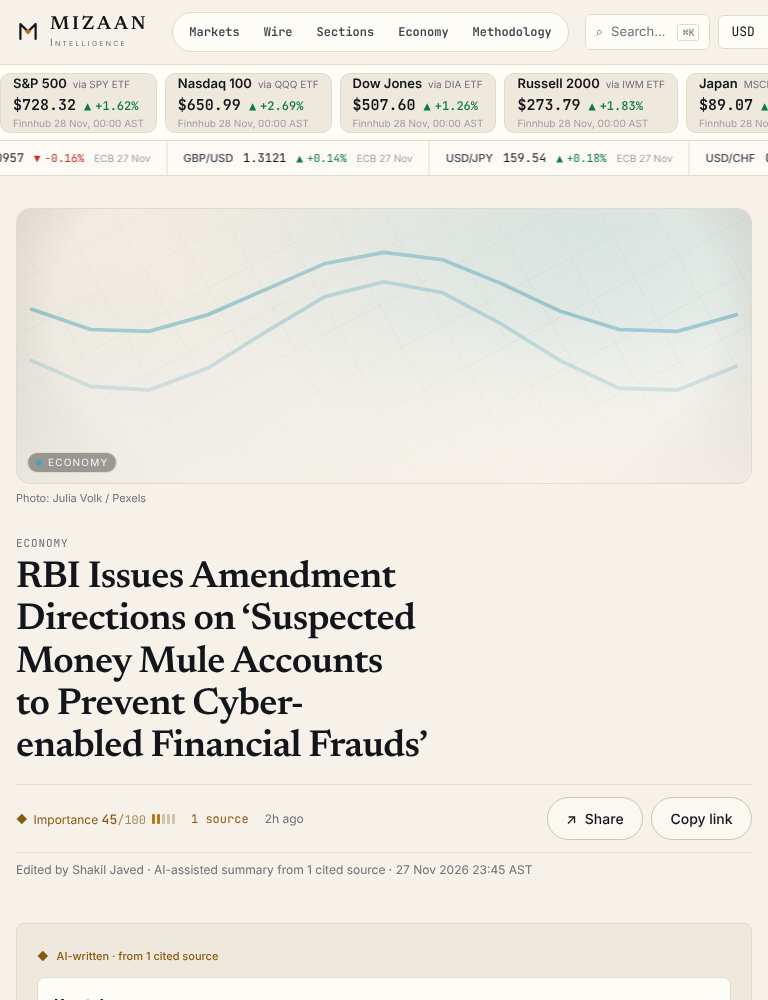 MIZAAN
Intelligence
Markets Wire Sections Economy Methodology
Search... ⌘K
USD
S&P 500 via SPY ETF
$728.32 ▲ +1.62%
Finnhub 28 Nov, 00:00 AST
Nasdaq 100 via QQQ ETF
$650.99 ▲ +2.69%
Finnhub 28 Nov, 00:00 AST
Dow Jones via DIA ETF
$507.60 ▲ +1.26%
Finnhub 28 Nov, 00:00 AST
Russell 2000 via IWM ETF
$273.79 ▲ +1.83%
Finnhub 28 Nov, 00:00 AST
Japan
$89.07 ▲
0957 ▼ -0.16% ECB 27 Nov
GBP/USD 1.3121 ▲ +0.14% ECB 27 Nov
USD/JPY 159.54 ▲ +0.18% ECB 27 Nov
USD/CHF
ECONOMY
Photo: Julia Volk / Pexels
ECONOMY
RBI Issues Amendment
Directions on ‘Suspected
Money Mule Accounts
to Prevent Cyber-
enabled Financial Frauds’
◆ Importance 45/100 1 source 2h ago
↗ Share
Copy link
Edited by Shakil Javed · AI-assisted summary from 1 cited source · 27 Nov 2026 23:45 AST
◆ AI-written · from 1 cited source